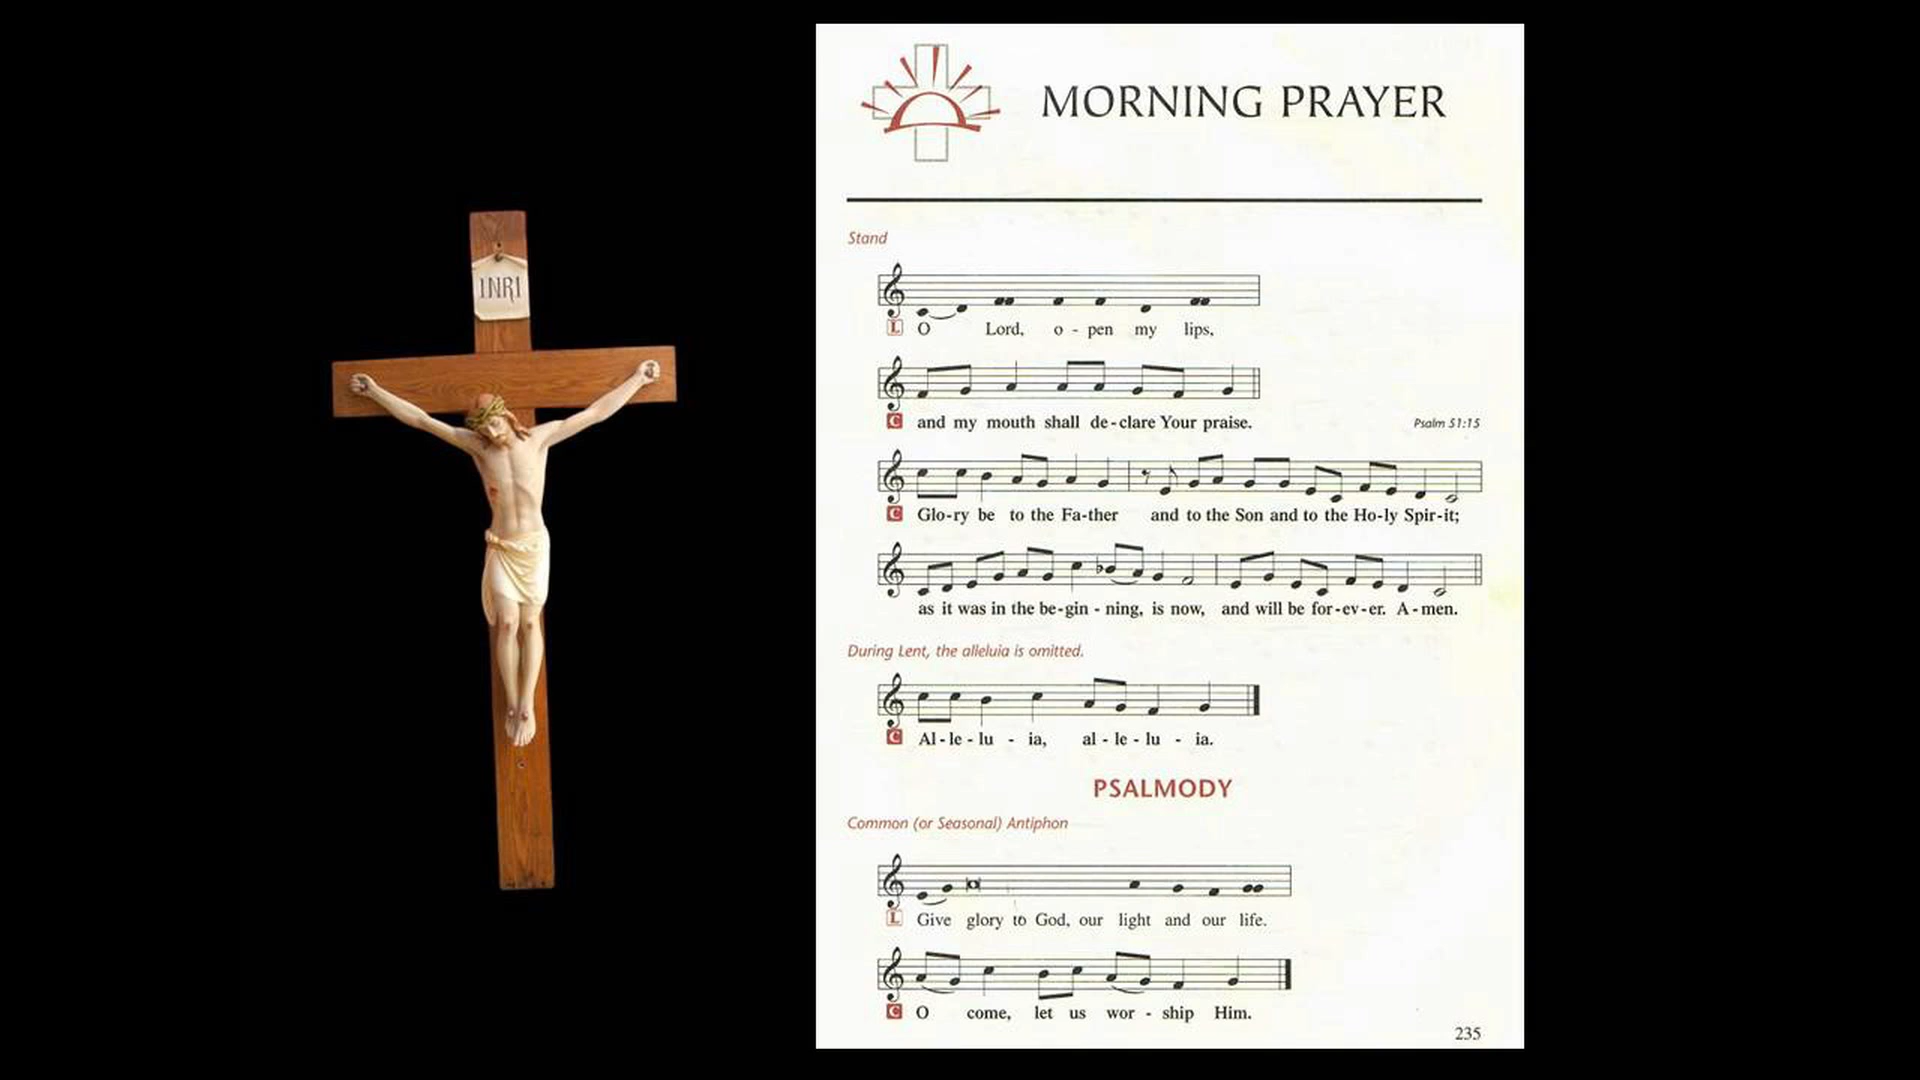 INRI
MORNING PRAYER
Stand
L O Lord, o - pen my lips,
C and my mouth shall de - clare Your praise. Psalm 51:15
C Glo - ry be to the Fa - ther and to the Son and to the Ho - ly Spir - it;
as it was in the be - gin - ning, is now, and will be for - ev - er. A - men.
During Lent, the alleluia is omitted.
C Al - le - lu - ia, al - le - lu - ia.
PSALMODY
Common (or Seasonal) Antiphon
L Give glory to God, our light and our life.
C O come, let us wor - ship Him.
235